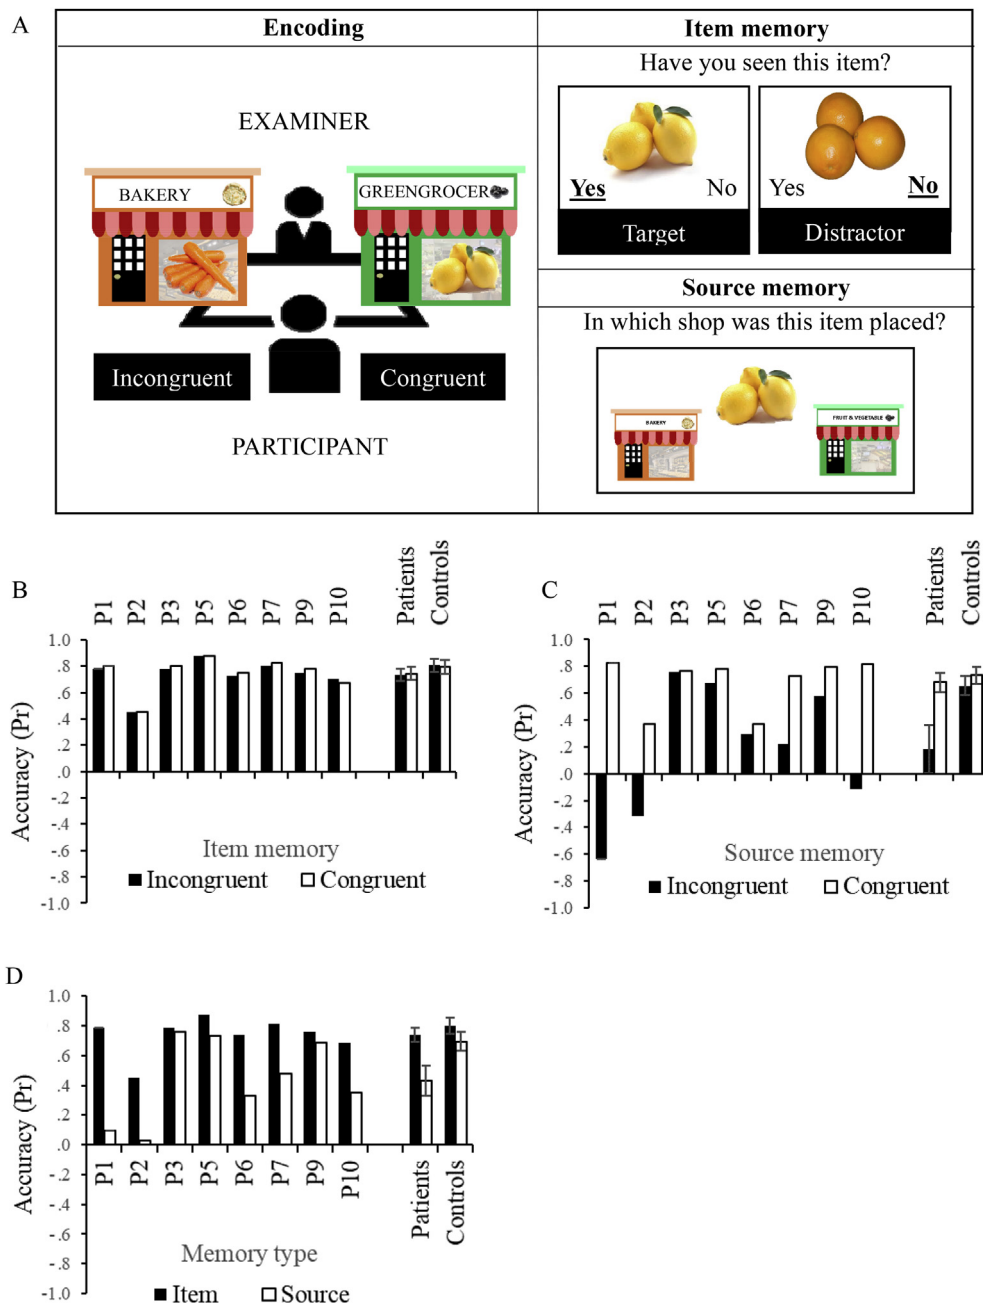 A
Encoding
EXAMINER
BAKERY
GREENGROCER
Incongruent
Congruent
PARTICIPANT
Item memory
Have you seen this item?
Yes No
Target
Yes No
Distractor
Source memory
In which shop was this item placed?
BAKERY
FRUIT & VEGETABLE
B
P1 P2 P3 P5 P6 P7 P9 P10 Patients Controls
Accuracy (Pr)
1.0
.8
.6
.4
.2
.0
-.2
-.4
-.6
-.8
-1.0
Item memory
Incongruent Congruent
C
P1 P2 P3 P5 P6 P7 P9 P10 Patients Controls
Accuracy (Pr)
1.0
.8
.6
.4
.2
.0
-.2
-.4
-.6
-.8
-1.0
Source memory
Incongruent Congruent
D
Accuracy (Pr)
1.0
.8
.6
.4
.2
.0
-.2
-.4
-.6
-.8
-1.0
P1 P2 P3 P5 P6 P7 P9 P10 Patients Controls
Memory type
Item Source